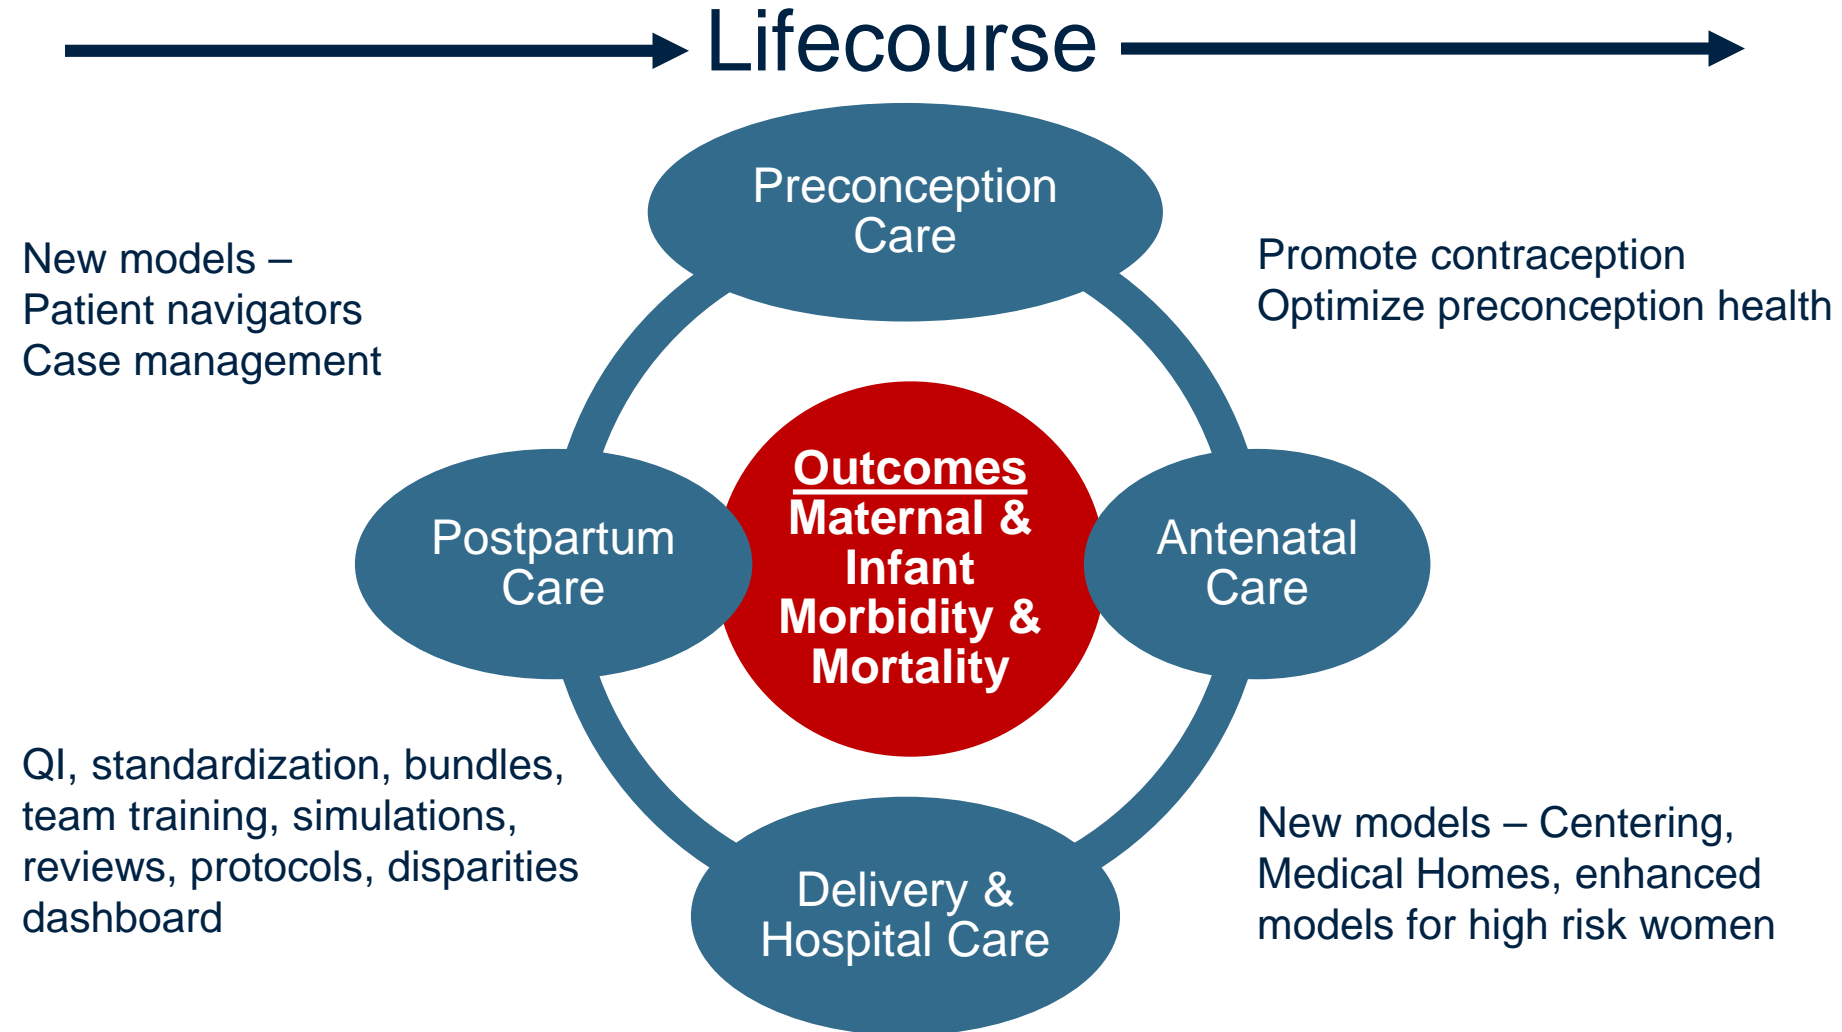 Lifecourse
Preconception
Care
New models –
Patient navigators
Case management
Promote contraception
Optimize preconception health
Outcomes
Maternal &
Infant
Morbidity &
Mortality
Postpartum
Care
Antenatal
Care
QI, standardization, bundles,
team training, simulations,
reviews, protocols, disparities
dashboard
New models – Centering,
Medical Homes, enhanced
models for high risk women
Delivery &
Hospital Care